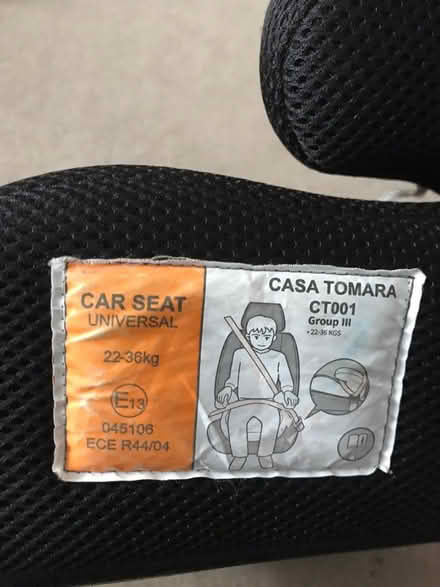 CAR SEAT
UNIVERSAL
22-36kg
E13
045106
ECE R44/04
CASA TOMARA
CT001
Group III
• 22-36 KGS